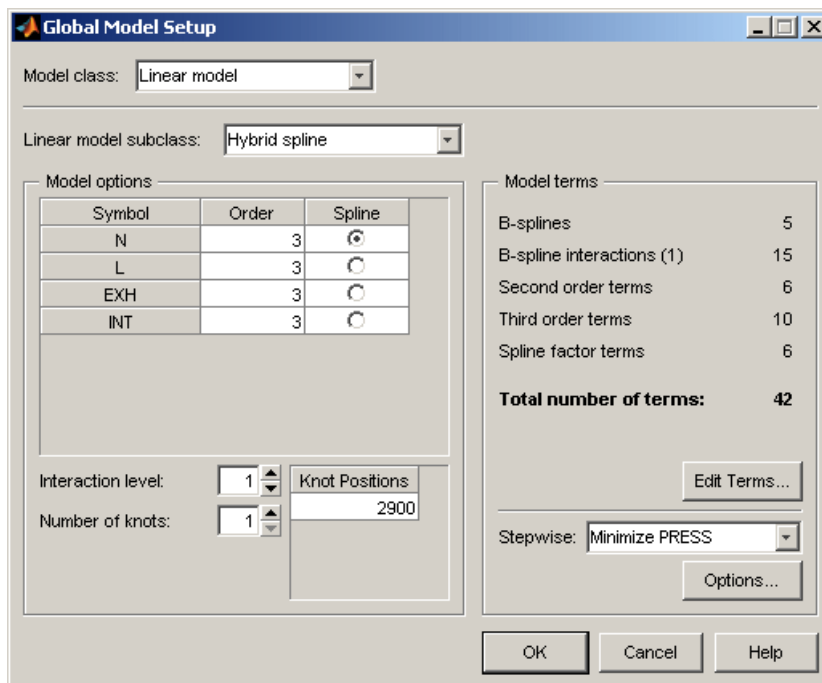 Global Model Setup
Model class: Linear model
Linear model subclass: Hybrid spline
Model options
Symbol Order Spline
N 3
L 3
EXH 3
INT 3
Interaction level: 1
Number of knots: 1
Knot Positions
2900
Model terms
B-splines 5
B-spline interactions (1) 15
Second order terms 6
Third order terms 10
Spline factor terms 6
Total number of terms: 42
Edit Terms...
Stepwise: Minimize PRESS
Options...
OK Cancel Help